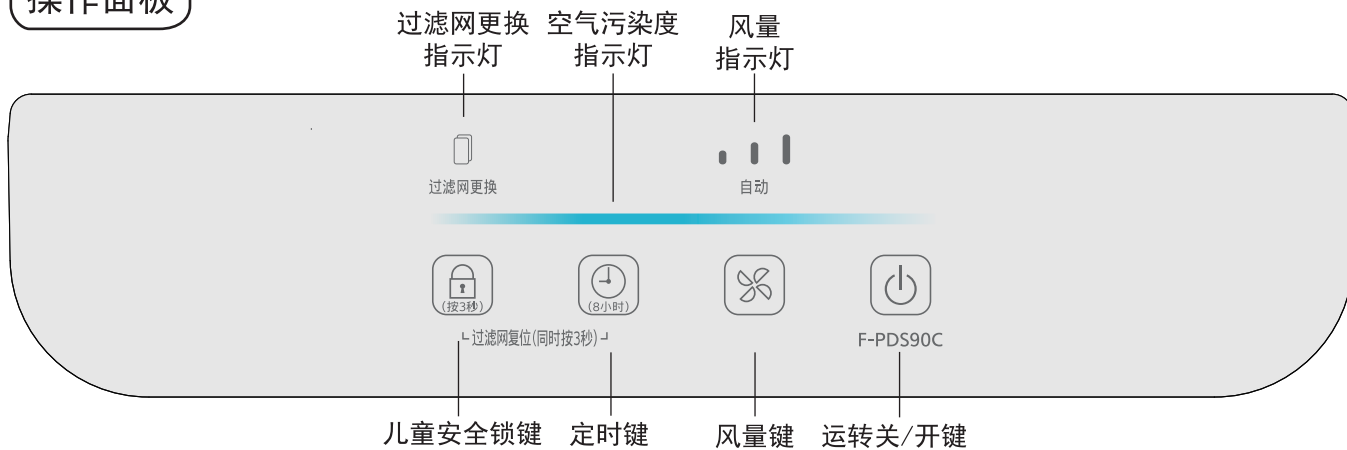 操作面板
过滤网更换
指示灯
空气污染度
指示灯
风量
指示灯
过滤网更换
自动
(按3秒)
(8小时)
└过滤网复位(同时按3秒)┘
F-PDS90C
儿童安全锁键
定时键
风量键
运转关/开键